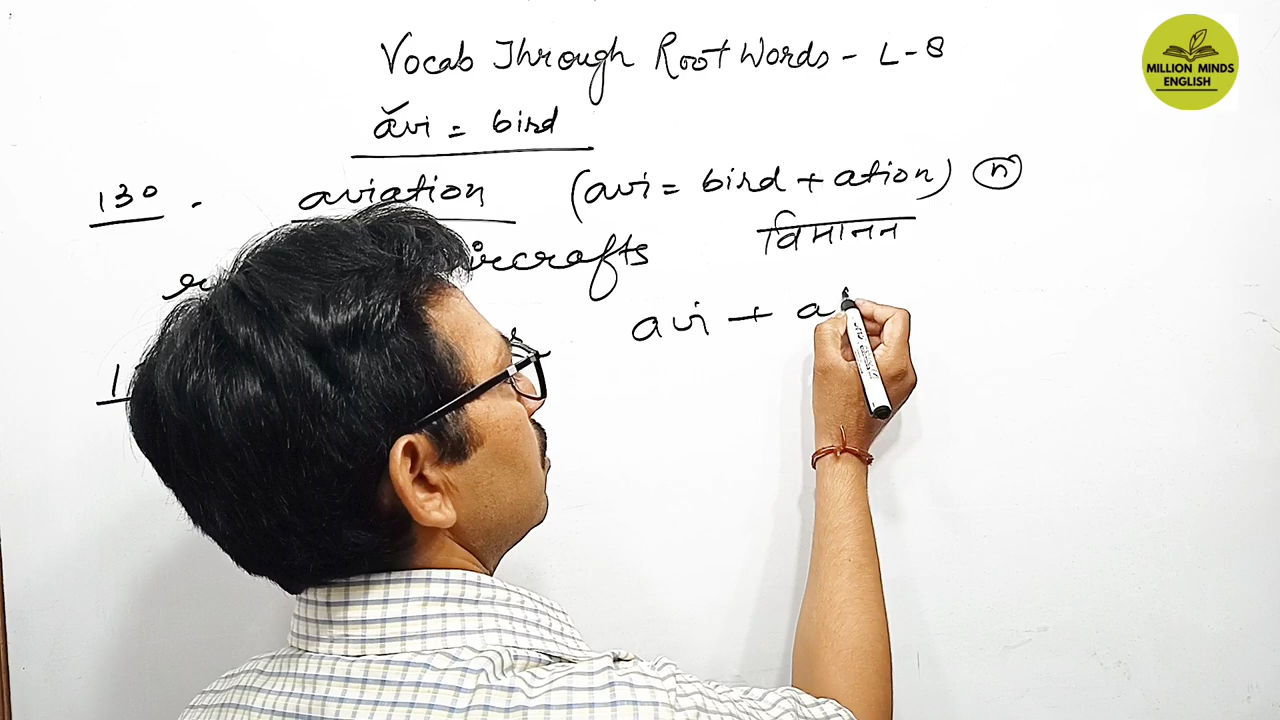 Vocab Through Root Words - L-8
MILLION MINDS
ENGLISH
avi = bird
130. aviation (avi = bird + ation) n
विमानन
aircrafts
avi + a